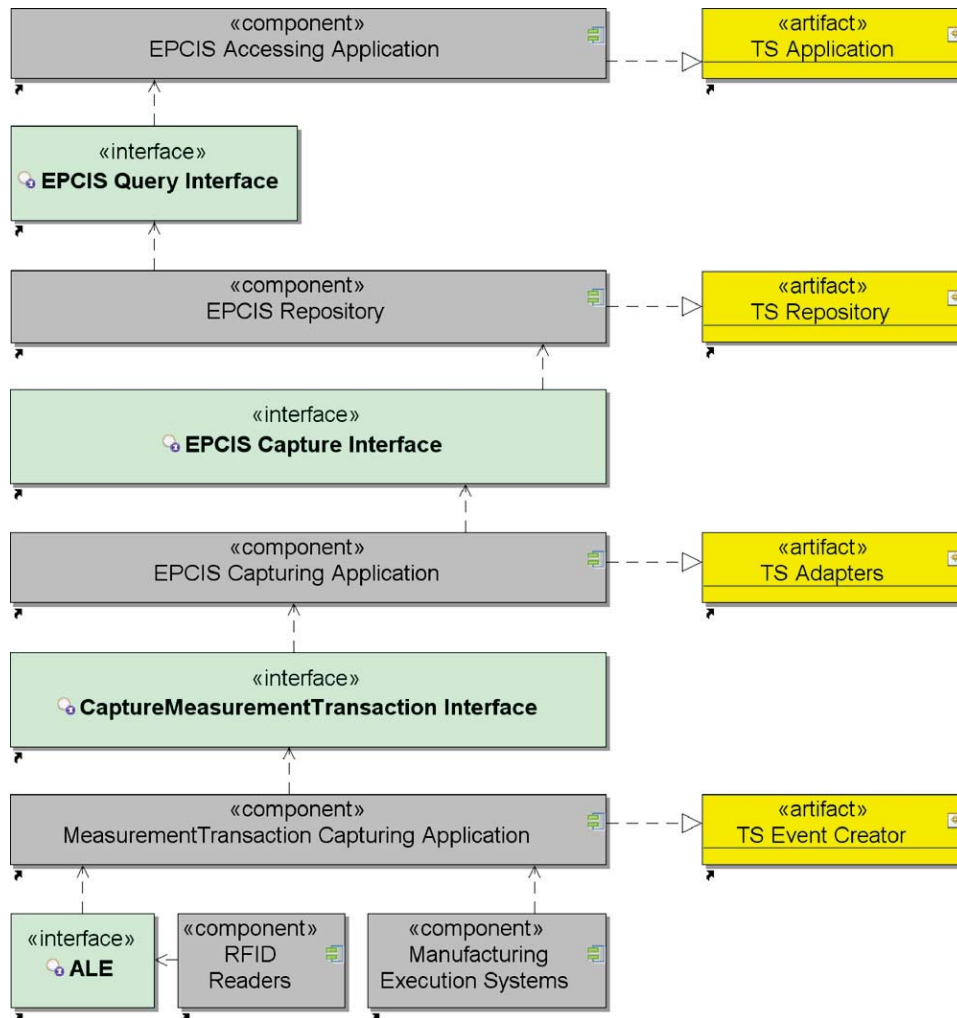 «component»
EPCIS Accessing Application
«artifact»
TS Application
«interface»
EPCIS Query Interface
«component»
EPCIS Repository
«artifact»
TS Repository
«interface»
EPCIS Capture Interface
«component»
EPCIS Capturing Application
«artifact»
TS Adapters
«interface»
CaptureMeasurementTransaction Interface
«component»
MeasurementTransaction Capturing Application
«artifact»
TS Event Creator
«interface»
ALE
«component»
RFID
Readers
«component»
Manufacturing
Execution Systems